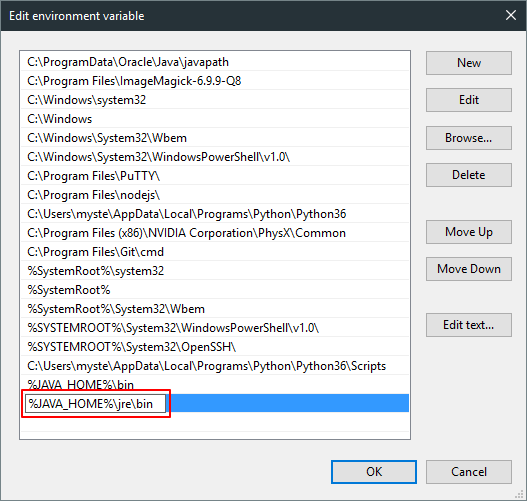 Edit environment variable
C:\ProgramData\Oracle\Java\javapath
C:\Program Files\ImageMagick-6.9.9-Q8
C:\Windows\system32
C:\Windows
C:\Windows\System32\Wbem
C:\Windows\System32\WindowsPowerShell\v1.0\
C:\Program Files\PuTTY\
C:\Program Files\nodejs\
C:\Users\myste\AppData\Local\Programs\Python\Python36
C:\Program Files (x86)\NVIDIA Corporation\PhysX\Common
C:\Program Files\Git\cmd
%SystemRoot%\system32
%SystemRoot%
%SystemRoot%\System32\Wbem
%SYSTEMROOT%\System32\WindowsPowerShell\v1.0\
%SYSTEMROOT%\System32\OpenSSH\
C:\Users\myste\AppData\Local\Programs\Python\Python36\Scripts
%JAVA_HOME%\bin
%JAVA_HOME%\jre\bin
New
Edit
Browse...
Delete
Move Up
Move Down
Edit text...
OK
Cancel